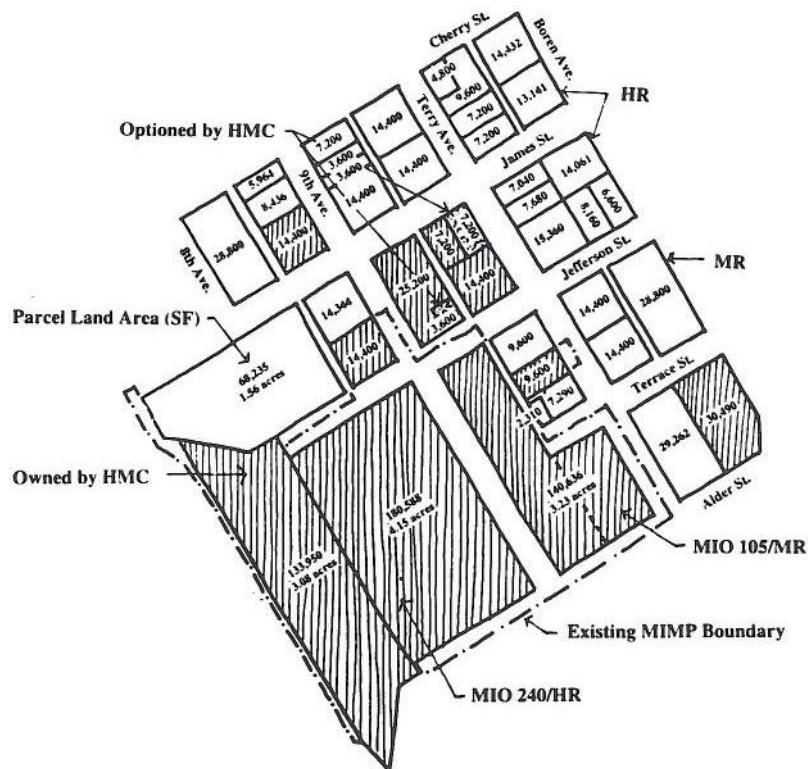 Cherry St.
Boren Ave.
14,432
4,800
13,141
HR
9,600
7,200
7,200
Terry Ave.
Optioned by HMC
7,200
14,400
3,600
3,600
14,400
14,400
James St.
14,061
7,040
7,680
6,600
8,160
15,360
5,964
8,436
9th Ave.
14,400
28,800
8th Ave.
7,200
7,200
25,200
14,400
3,600
Jefferson St.
MR
14,400
28,800
14,400
14,344
14,400
Parcel Land Area (SF)
68,235
1.56 acres
9,600
9,600
2,310
7,290
Terrace St.
30,490
29,262
Alder St.
Owned by HMC
180,588
4.15 acres
140,636
3.23 acres
133,950
3.08 acres
MIO 105/MR
Existing MIMP Boundary
MIO 240/HR